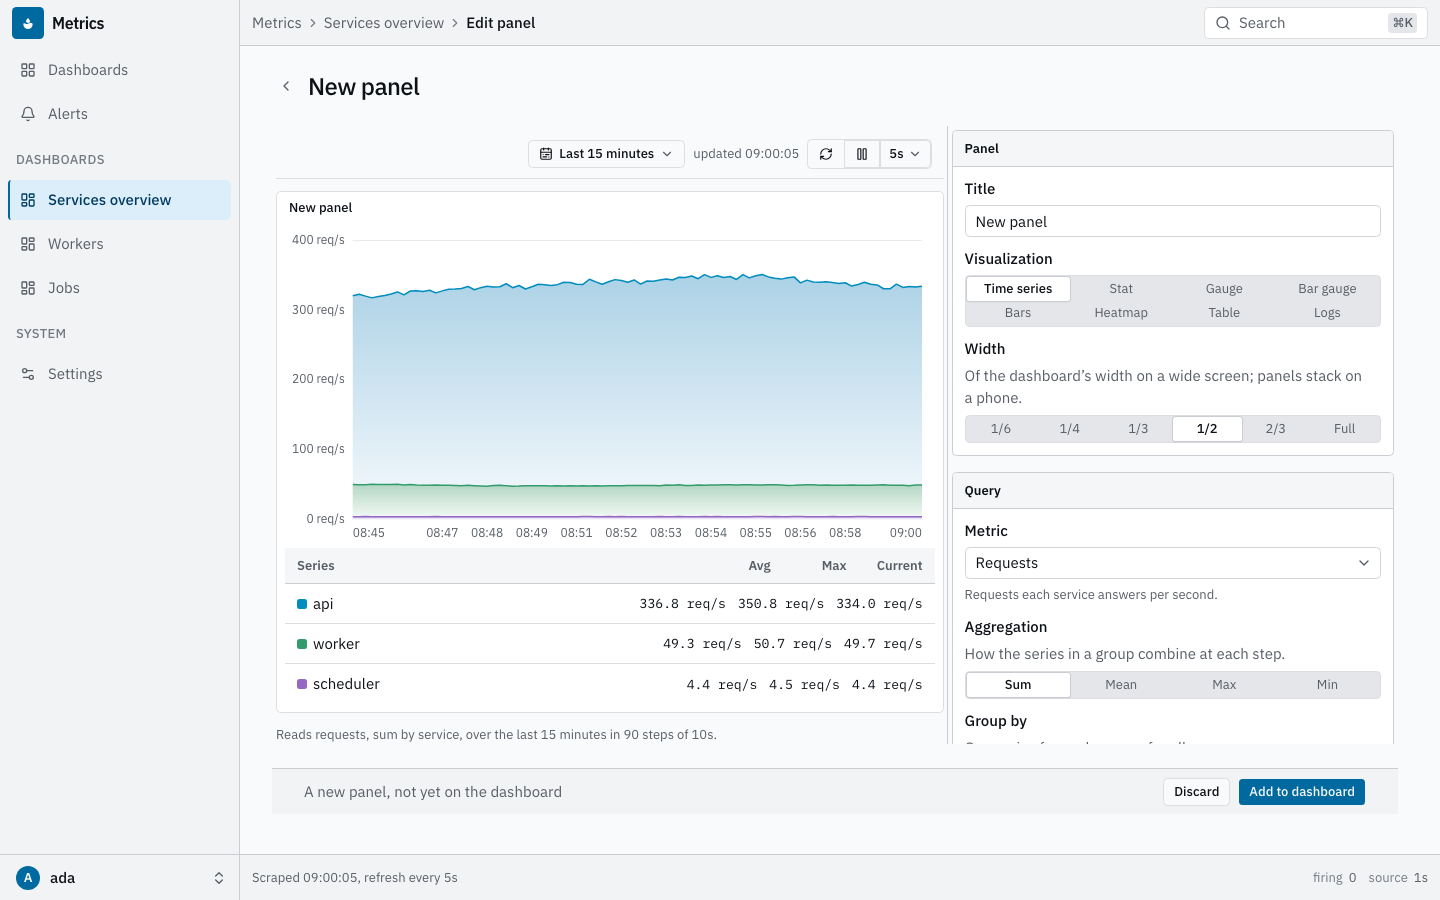 Metrics
Dashboards
Alerts
DASHBOARDS
Services overview
Workers
Jobs
SYSTEM
Settings
A
ada
Metrics
Services overview
Edit panel
Search
⌘K
New panel
Last 15 minutes
updated 09:00:05
5s
New panel
400 req/s
300 req/s
200 req/s
100 req/s
0 req/s
08:45 08:47 08:48 08:49 08:51 08:52 08:53 08:54 08:55 08:56 08:58 09:00
Series Avg Max Current
api 336.8 req/s 350.8 req/s 334.0 req/s
worker 49.3 req/s 50.7 req/s 49.7 req/s
scheduler 4.4 req/s 4.5 req/s 4.4 req/s
Reads requests, sum by service, over the last 15 minutes in 90 steps of 10s.
Panel
Title
New panel
Visualization
Time series Stat Gauge Bar gauge
Bars Heatmap Table Logs
Width
Of the dashboard's width on a wide screen; panels stack on
a phone.
1/6 1/4 1/3 1/2 2/3 Full
Query
Metric
Requests
Requests each service answers per second.
Aggregation
How the series in a group combine at each step.
Sum Mean Max Min
Group by
A new panel, not yet on the dashboard
Discard
Add to dashboard
Scraped 09:00:05, refresh every 5s
firing 0 source 1s